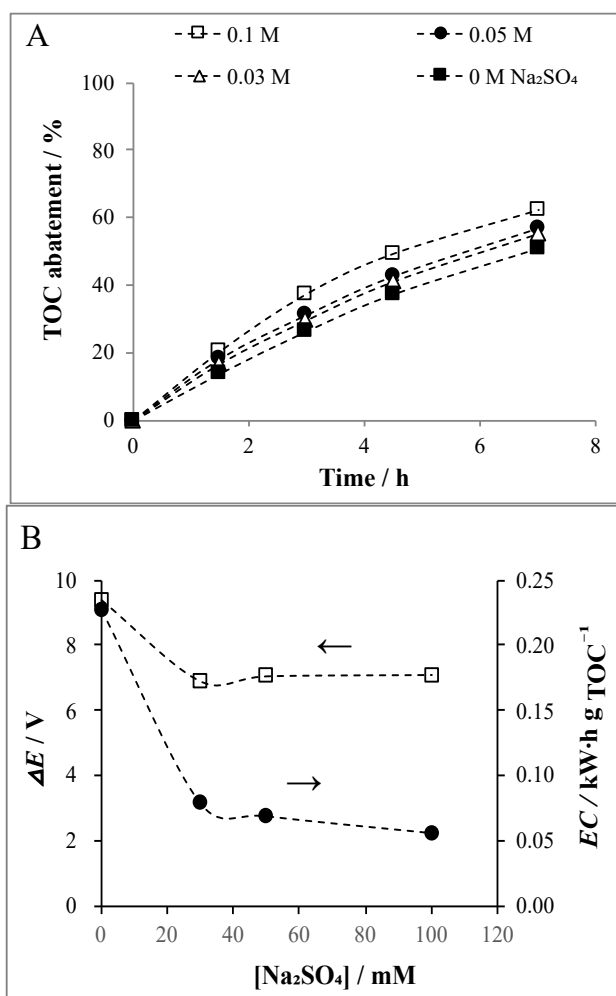 A
0.1 M
0.05 M
0.03 M
0 M Na₂SO₄
100
80
60
40
20
0
0 2 4 6 8
TOC abatement / %
Time / h
B
10
8
6
4
2
0
0.25
0.20
0.15
0.10
0.05
0.00
← 
→
0 20 40 60 80 100 120
ΔE / V
EC / kW·h g TOC⁻¹
[Na₂SO₄] / mM